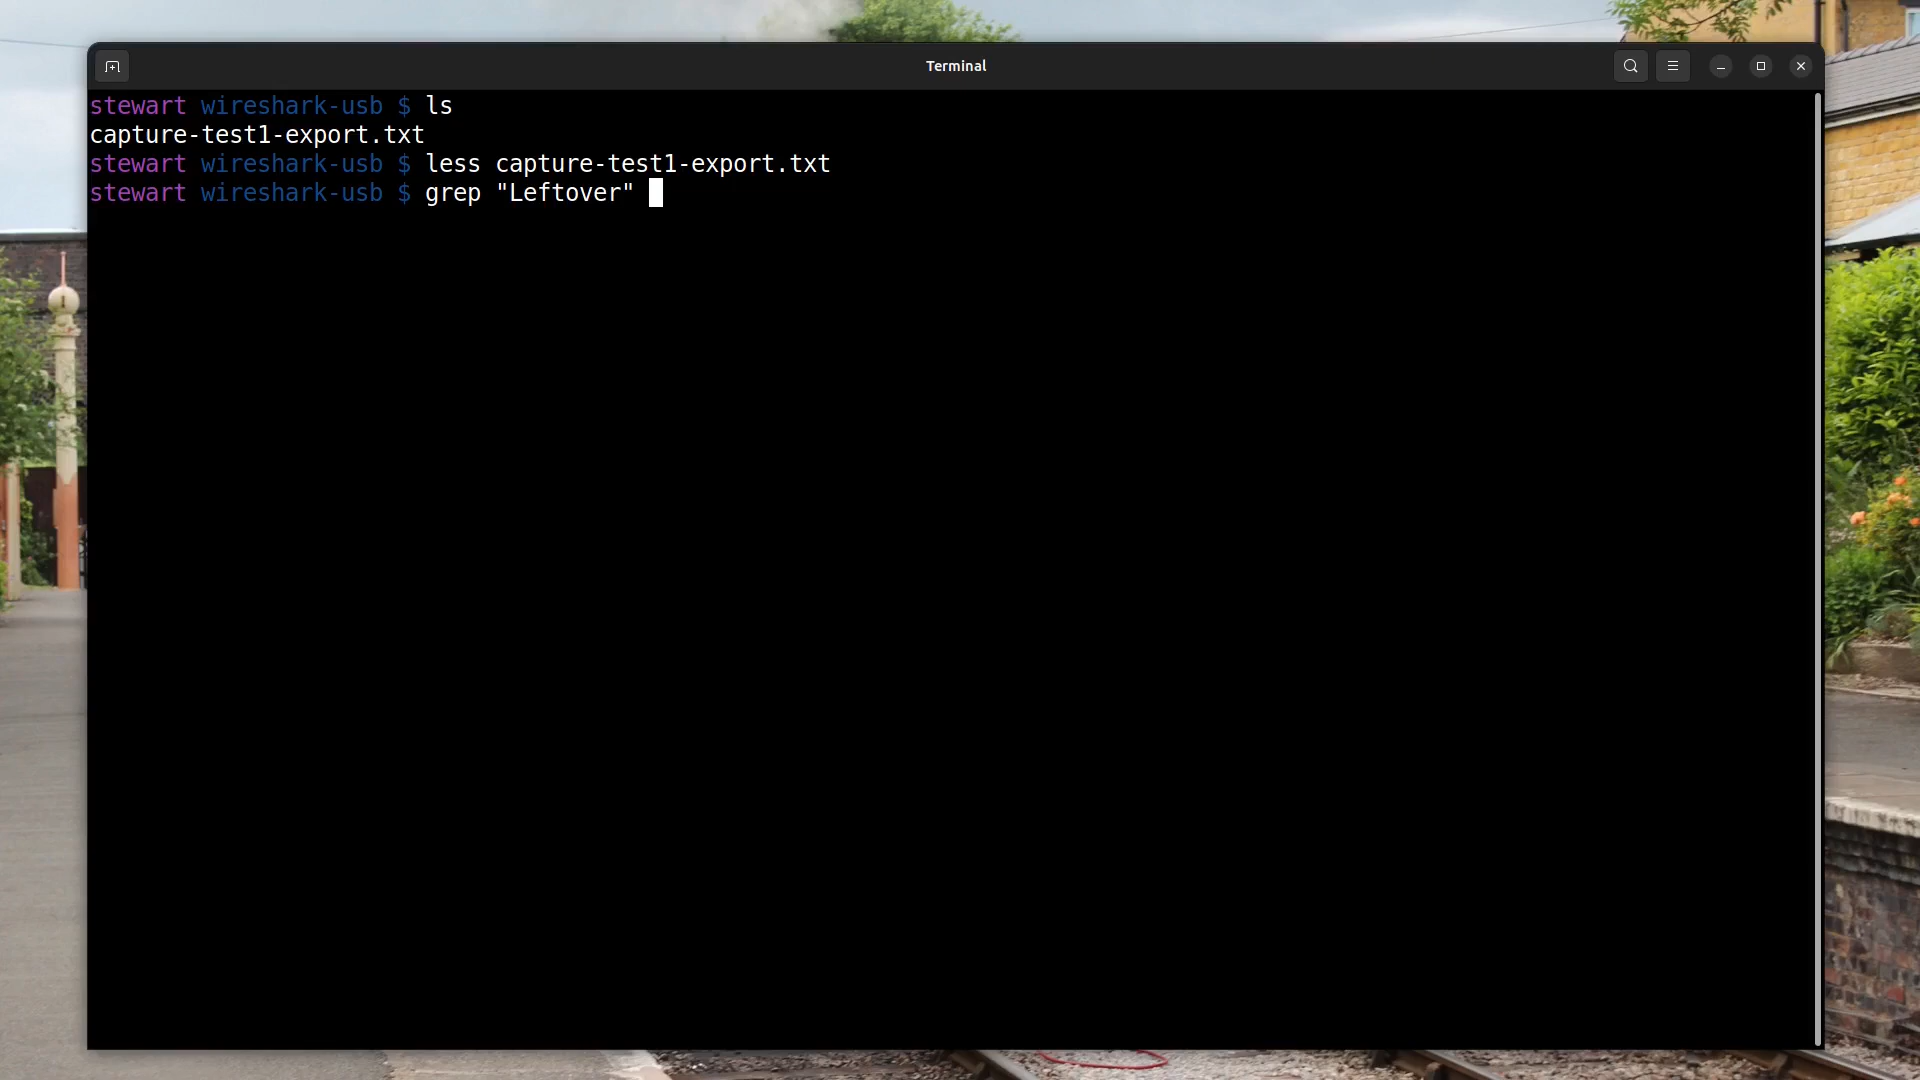 Terminal
stewart wireshark-usb $ ls
capture-test1-export.txt
stewart wireshark-usb $ less capture-test1-export.txt
stewart wireshark-usb $ grep "Leftover"